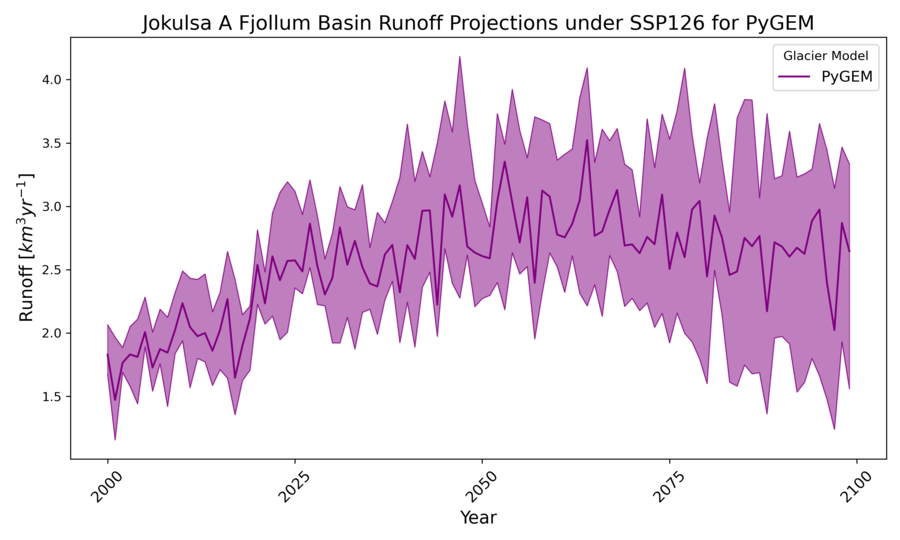 Jokulsa A Fjollum Basin Runoff Projections under SSP126 for PyGEM
Glacier Model
PyGEM
4.0
3.5
3.0
2.5
2.0
1.5
Runoff [km³yr⁻¹]
2000 2025 2050 2075 2100
Year